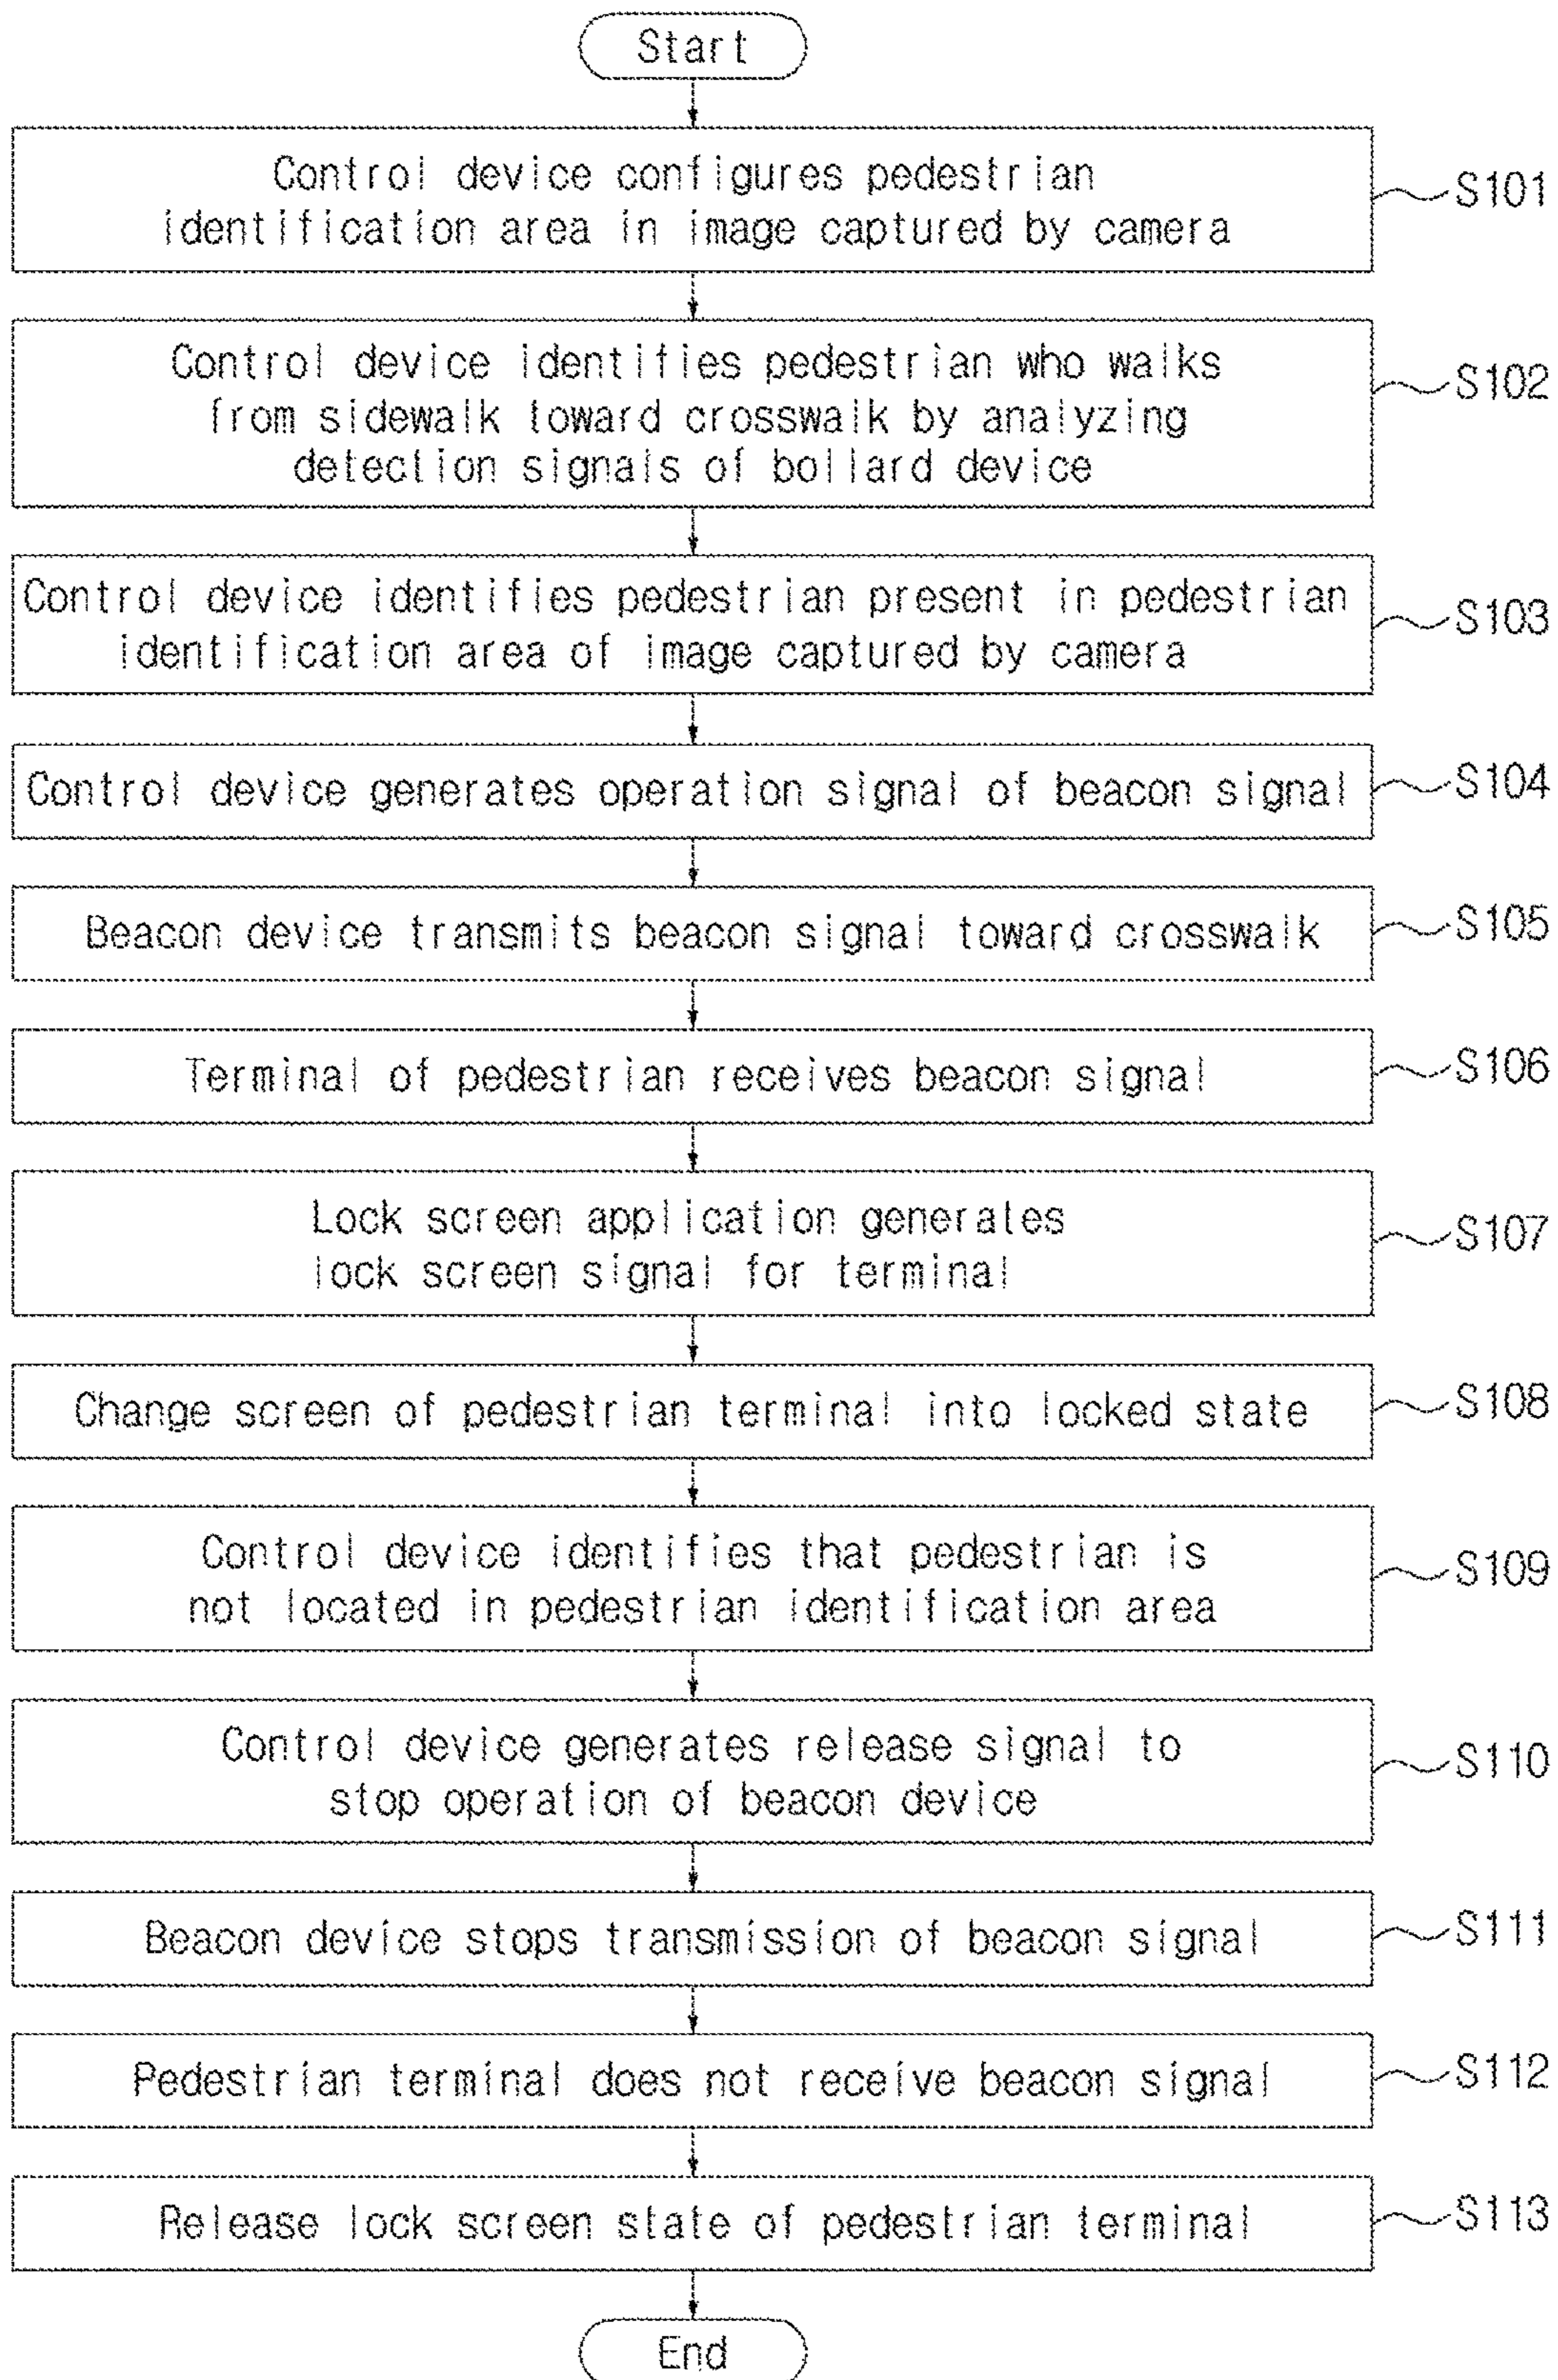 Start
Control device configures pedestrian
identification area in image captured by camera
S101
Control device identifies pedestrian who walks
from sidewalk toward crosswalk by analyzing
detection signals of bollard device
S102
Control device identifies pedestrian present in pedestrian
identification area of image captured by camera
S103
Control device generates operation signal of beacon signal
S104
Beacon device transmits beacon signal toward crosswalk
S105
Terminal of pedestrian receives beacon signal
S106
Lock screen application generates
lock screen signal for terminal
S107
Change screen of pedestrian terminal into locked state
S108
Control device identifies that pedestrian is
not located in pedestrian identification area
S109
Control device generates release signal to
stop operation of beacon device
S110
Beacon device stops transmission of beacon signal
S111
Pedestrian terminal does not receive beacon signal
S112
Release lock screen state of pedestrian terminal
S113
End